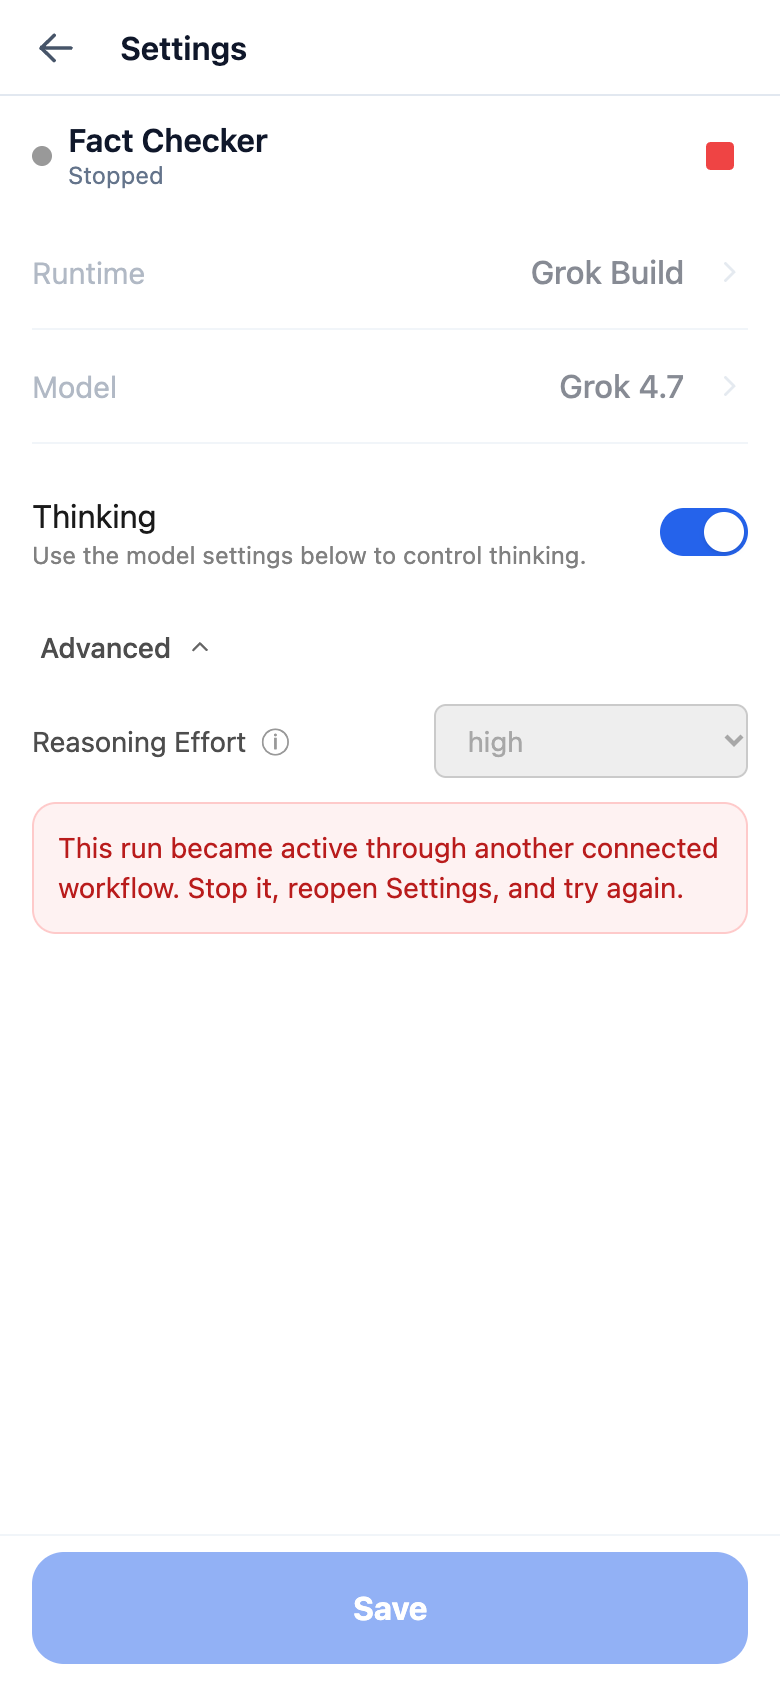 Settings
Fact Checker
Stopped
Runtime
Grok Build
Model
Grok 4.7
Thinking
Use the model settings below to control thinking.
Advanced
Reasoning Effort
high
This run became active through another connected
workflow. Stop it, reopen Settings, and try again.
Save